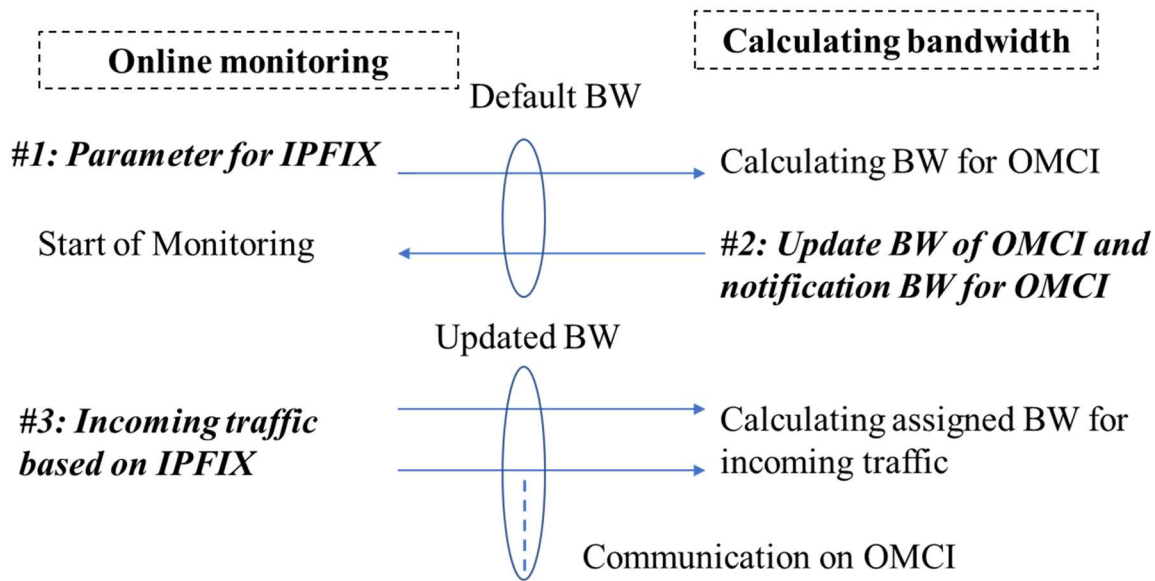 Online monitoring
Calculating bandwidth
Default BW
#1: Parameter for IPFIX
Calculating BW for OMCI
Start of Monitoring
#2: Update BW of OMCI and
notification BW for OMCI
Updated BW
#3: Incoming traffic
based on IPFIX
Calculating assigned BW for
incoming traffic
Communication on OMCI